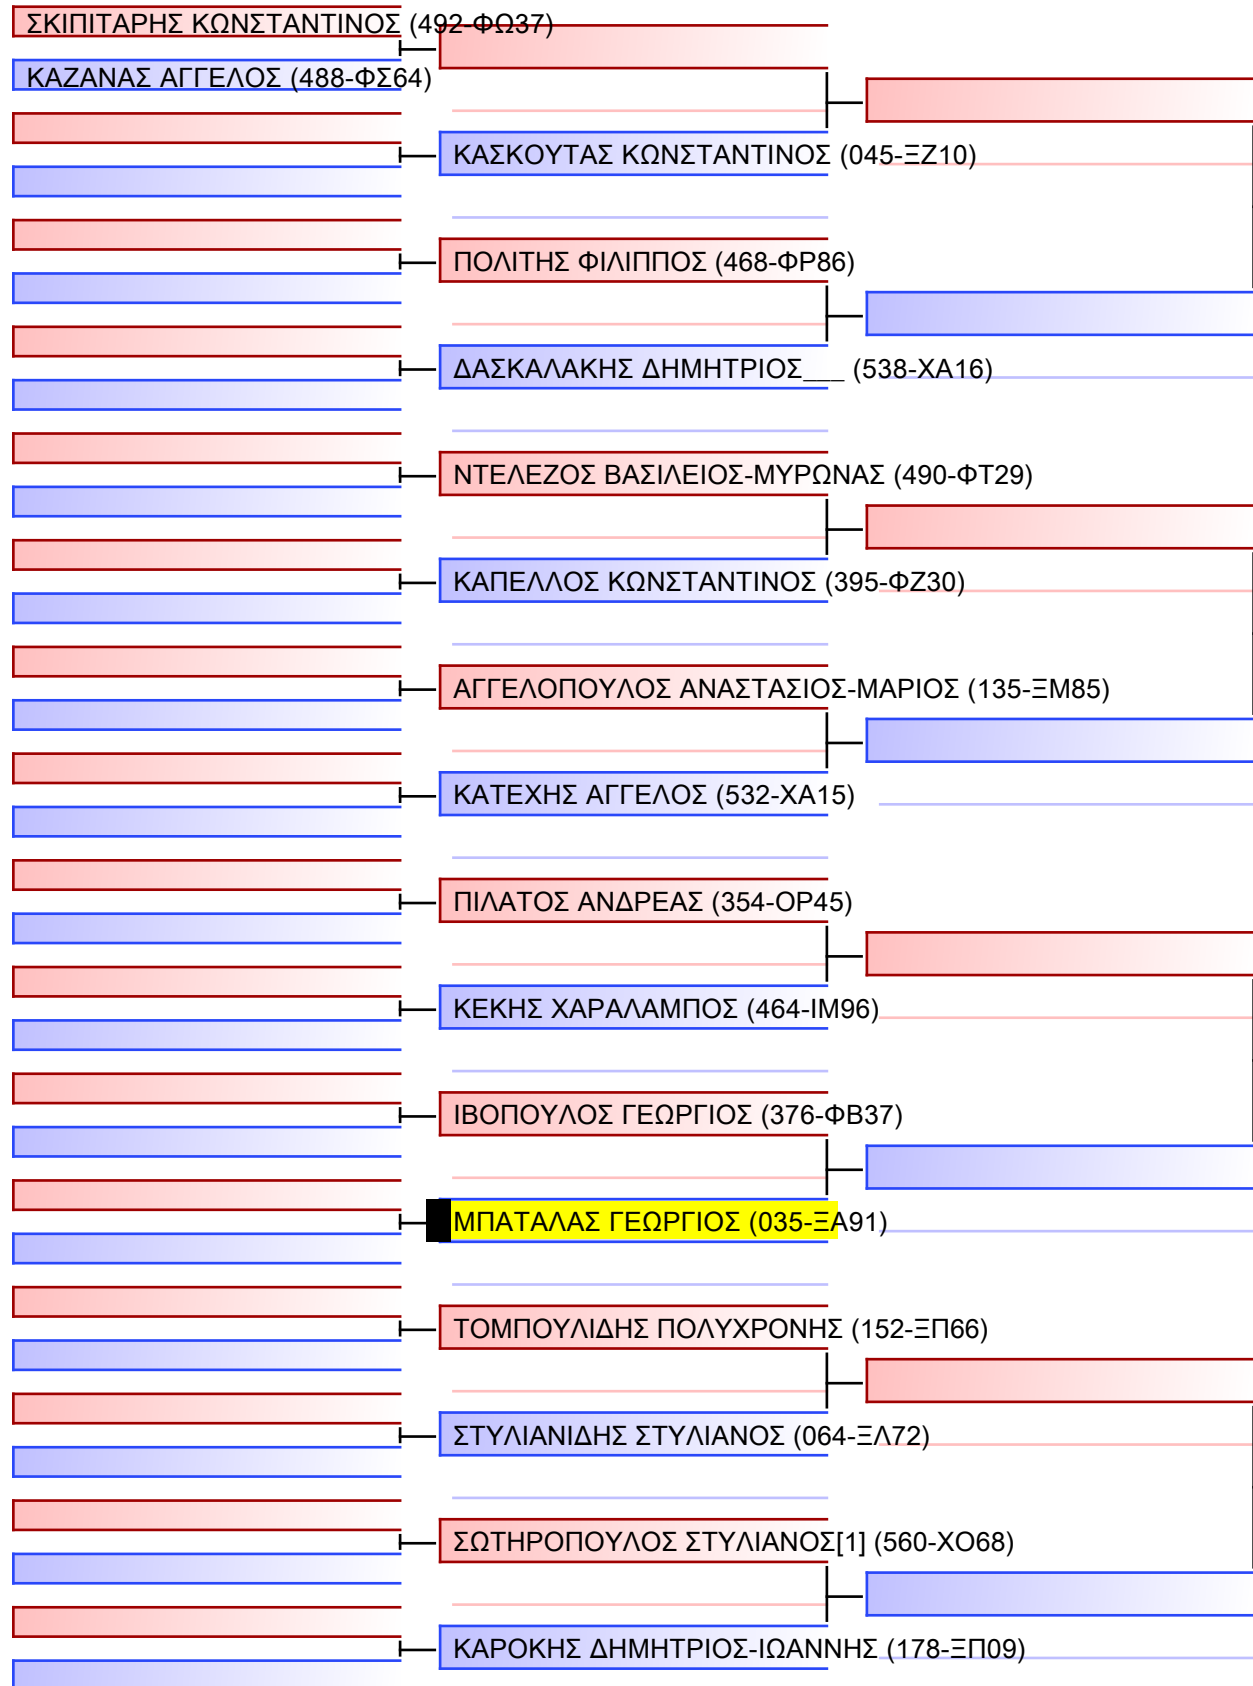 ΣΚΙΠΙΤΑΡΗΣ ΚΩΝΣΤΑΝΤΙΝΟΣ (492-ΦΩ37)
ΚΑΖΑΝΑΣ ΑΓΓΕΛΟΣ (488-ΦΣ64)
ΚΑΣΚΟΥΤΑΣ ΚΩΝΣΤΑΝΤΙΝΟΣ (045-ΞΖ10)
ΠΟΛΙΤΗΣ ΦΙΛΙΠΠΟΣ (468-ΦΡ86)
ΔΑΣΚΑΛΑΚΗΣ ΔΗΜΗΤΡΙΟΣ___ (538-ΧΑ16)
ΝΤΕΛΕΖΟΣ ΒΑΣΙΛΕΙΟΣ-ΜΥΡΩΝΑΣ (490-ΦΤ29)
ΚΑΠΕΛΛΟΣ ΚΩΝΣΤΑΝΤΙΝΟΣ (395-ΦΖ30)
ΑΓΓΕΛΟΠΟΥΛΟΣ ΑΝΑΣΤΑΣΙΟΣ-ΜΑΡΙΟΣ (135-ΞΜ85)
ΚΑΤΕΧΗΣ ΑΓΓΕΛΟΣ (532-ΧΑ15)
ΠΙΛΑΤΟΣ ΑΝΔΡΕΑΣ (354-ΟΡ45)
ΚΕΚΗΣ ΧΑΡΑΛΑΜΠΟΣ (464-ΙΜ96)
ΙΒΟΠΟΥΛΟΣ ΓΕΩΡΓΙΟΣ (376-ΦΒ37)
ΜΠΑΤΑΛΑΣ ΓΕΩΡΓΙΟΣ (035-ΞΑ91)
ΤΟΜΠΟΥΛΙΔΗΣ ΠΟΛΥΧΡΟΝΗΣ (152-ΞΠ66)
ΣΤΥΛΙΑΝΙΔΗΣ ΣΤΥΛΙΑΝΟΣ (064-ΞΛ72)
ΣΩΤΗΡΟΠΟΥΛΟΣ ΣΤΥΛΙΑΝΟΣ[1] (560-ΧΟ68)
ΚΑΡΟΚΗΣ ΔΗΜΗΤΡΙΟΣ-ΙΩΑΝΝΗΣ (178-ΞΠ09)